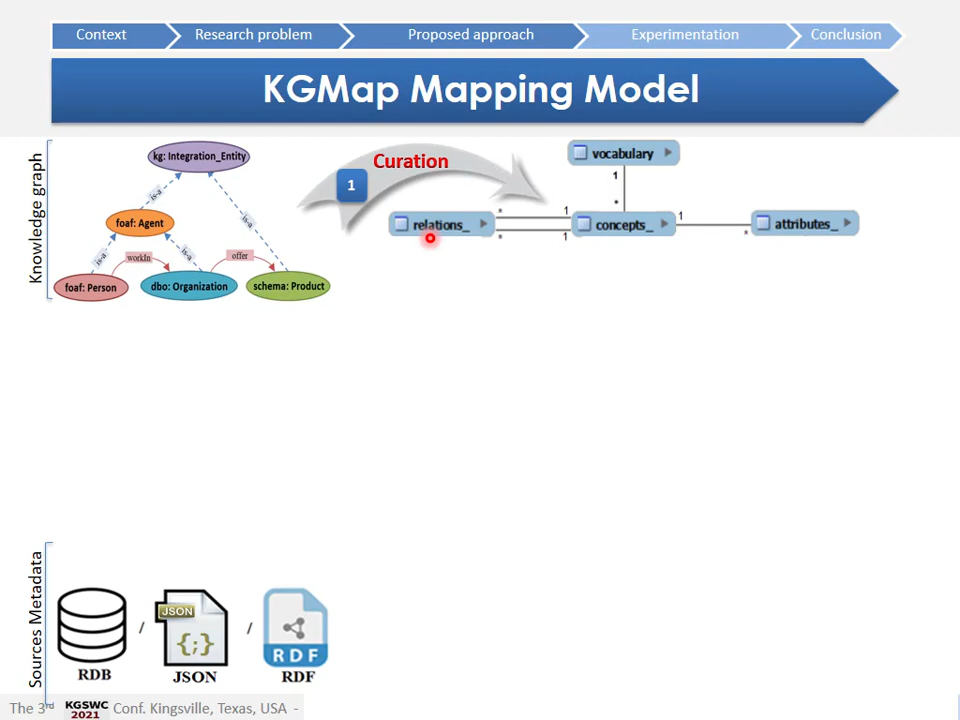 Context
Research problem
Proposed approach
Experimentation
Conclusion
KGMap Mapping Model
Knowledge graph
kg: Integration_Entity
is-a
is-a
foaf: Agent
is-a
is-a
workIn
offer
foaf: Person
dbo: Organization
schema: Product
Curation
1
vocabulary
1
*
relations_
*
1
*
1
concepts_
1
*
attributes_
Sources Metadata
RDB
/
JSON
{;}
JSON
/
RDF
RDF
The 3rd KGSWC 2021 Conf. Kingsville, Texas, USA -